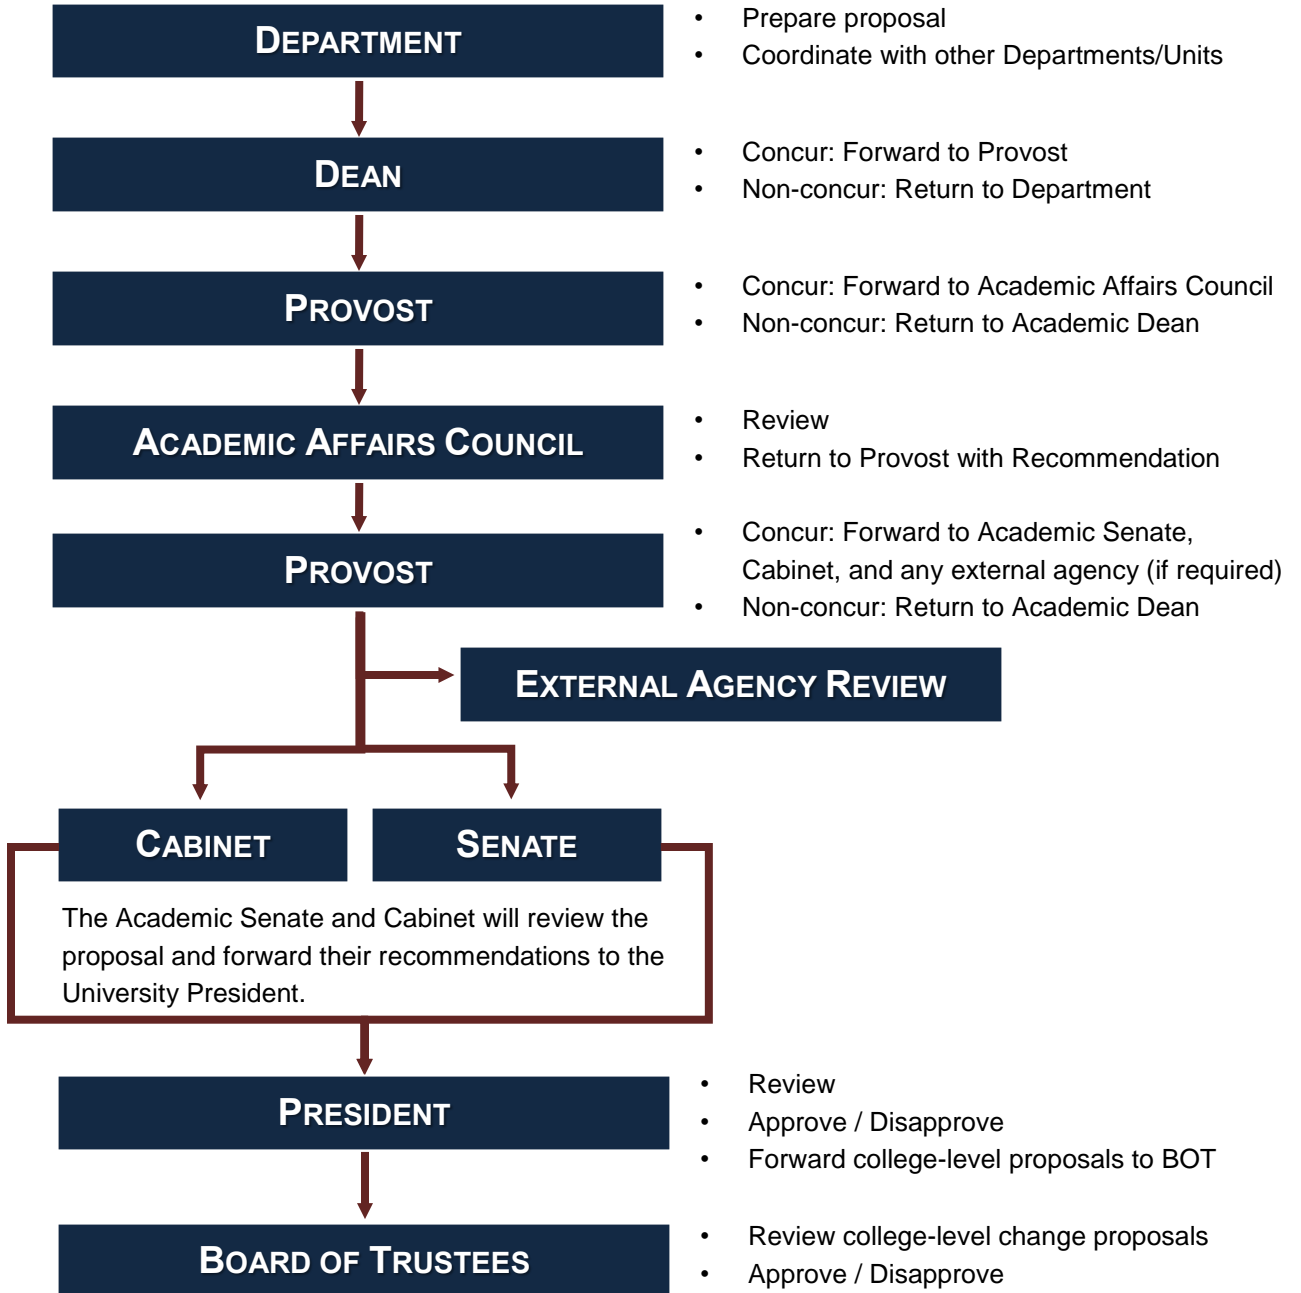 DEPARTMENT
• Prepare proposal
• Coordinate with other Departments/Units
DEAN
• Concur: Forward to Provost
• Non-concur: Return to Department
PROVOST
• Concur: Forward to Academic Affairs Council
• Non-concur: Return to Academic Dean
ACADEMIC AFFAIRS COUNCIL
• Review
• Return to Provost with Recommendation
PROVOST
• Concur: Forward to Academic Senate,
Cabinet, and any external agency (if required)
• Non-concur: Return to Academic Dean
EXTERNAL AGENCY REVIEW
CABINET
SENATE
The Academic Senate and Cabinet will review the
proposal and forward their recommendations to the
University President.
PRESIDENT
• Review
• Approve / Disapprove
• Forward college-level proposals to BOT
BOARD OF TRUSTEES
• Review college-level change proposals
• Approve / Disapprove